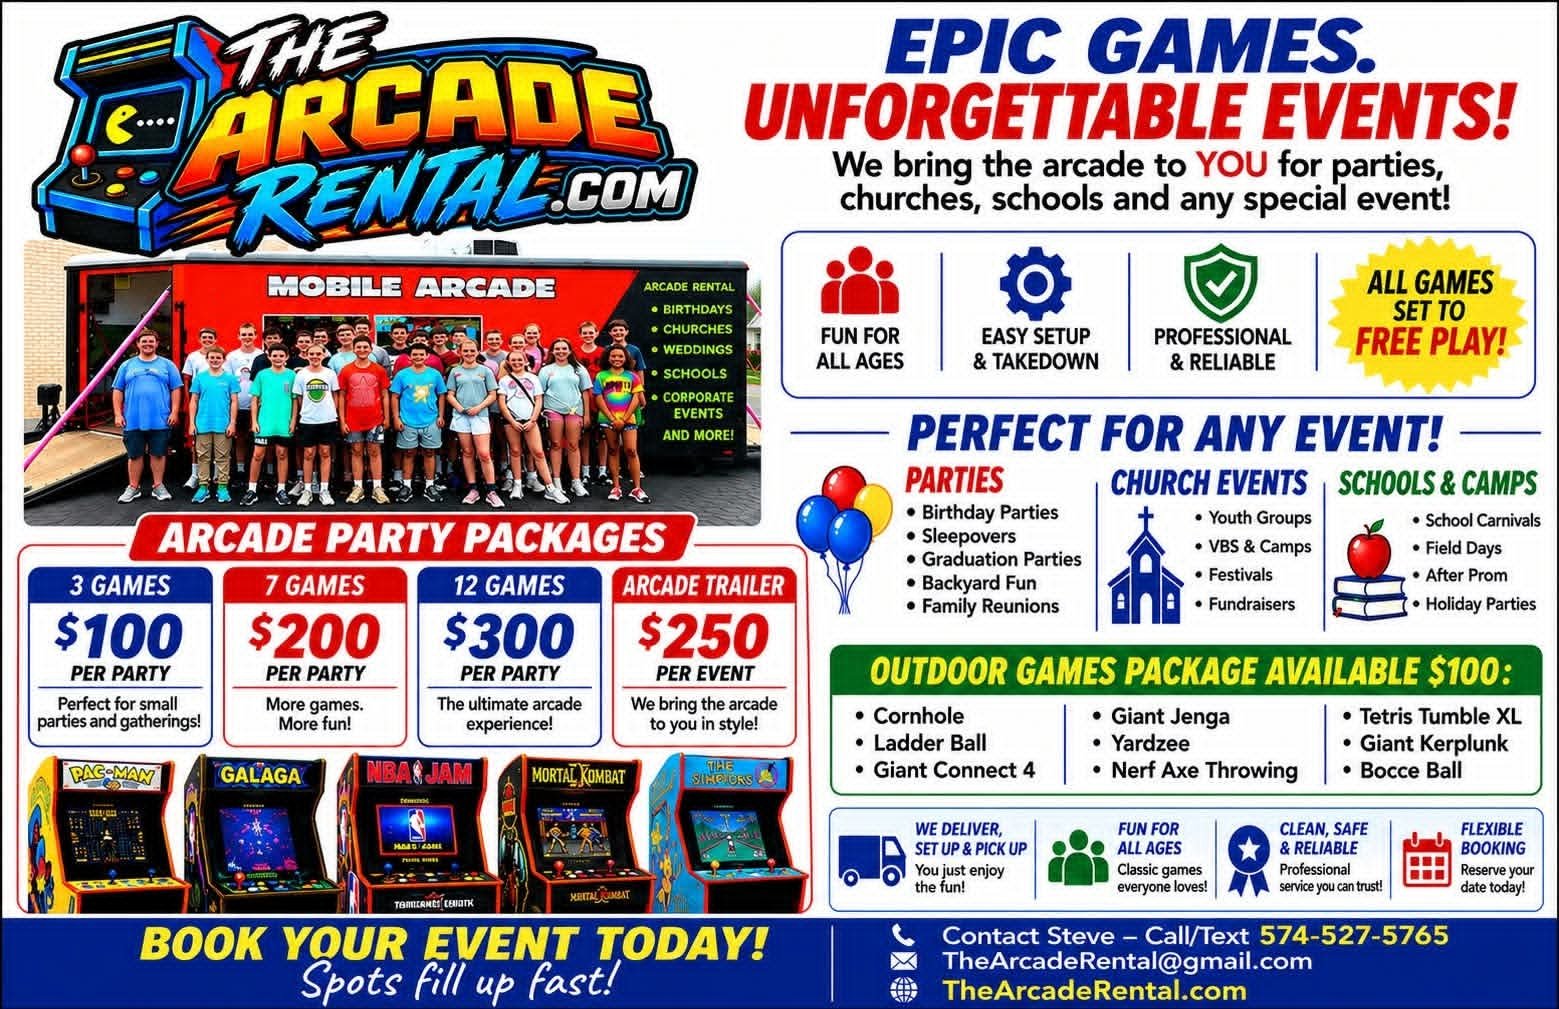 THE
ARCADE
RENTAL.COM
MOBILE ARCADE
ARCADE RENTAL
• BIRTHDAYS
• CHURCHES
• WEDDINGS
• SCHOOLS
• CORPORATE
EVENTS
AND MORE!
EPIC GAMES.
UNFORGETTABLE EVENTS!
We bring the arcade to YOU for parties,
churches, schools and any special event!
FUN FOR
ALL AGES
EASY SETUP
& TAKEDOWN
PROFESSIONAL
& RELIABLE
ALL GAMES
SET TO
FREE PLAY!
PERFECT FOR ANY EVENT!
PARTIES
• Birthday Parties
• Sleepovers
• Graduation Parties
• Backyard Fun
• Family Reunions
CHURCH EVENTS
• Youth Groups
• VBS & Camps
• Festivals
• Fundraisers
SCHOOLS & CAMPS
• School Carnivals
• Field Days
• After Prom
• Holiday Parties
ARCADE PARTY PACKAGES
3 GAMES
$100
PER PARTY
Perfect for small
parties and gatherings!
7 GAMES
$200
PER PARTY
More games.
More fun!
12 GAMES
$300
PER PARTY
The ultimate arcade
experience!
ARCADE TRAILER
$250
PER EVENT
We bring the arcade
to you in style!
PAC-MAN
GALAGA
NBA JAM
MORTAL KOMBAT
MORTAL KOMBAT
THE
OUTDOOR GAMES PACKAGE AVAILABLE $100:
• Cornhole
• Ladder Ball
• Giant Connect 4
• Giant Jenga
• Yardzee
• Nerf Axe Throwing
• Tetris Tumble XL
• Giant Kerplunk
• Bocce Ball
WE DELIVER,
SET UP & PICK UP
You just enjoy
the fun!
FUN FOR
ALL AGES
Classic games
everyone loves!
CLEAN, SAFE
& RELIABLE
Professional
service you can trust!
FLEXIBLE
BOOKING
Reserve your
date today!
BOOK YOUR EVENT TODAY!
Spots fill up fast!
Contact Steve – Call/Text 574-527-5765
TheArcadeRental@gmail.com
TheArcadeRental.com